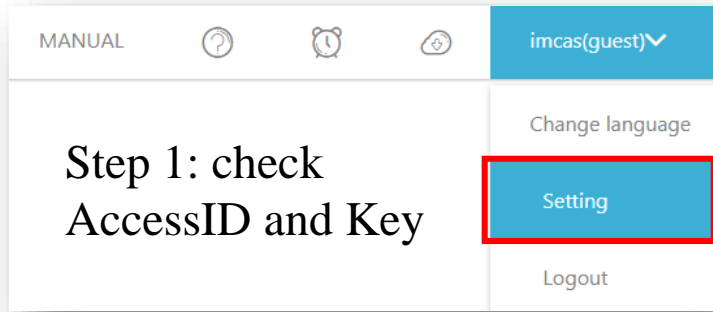 MANUAL
imcas(guest)
Change language
Step 1: check
AccessID and Key
Setting
Logout